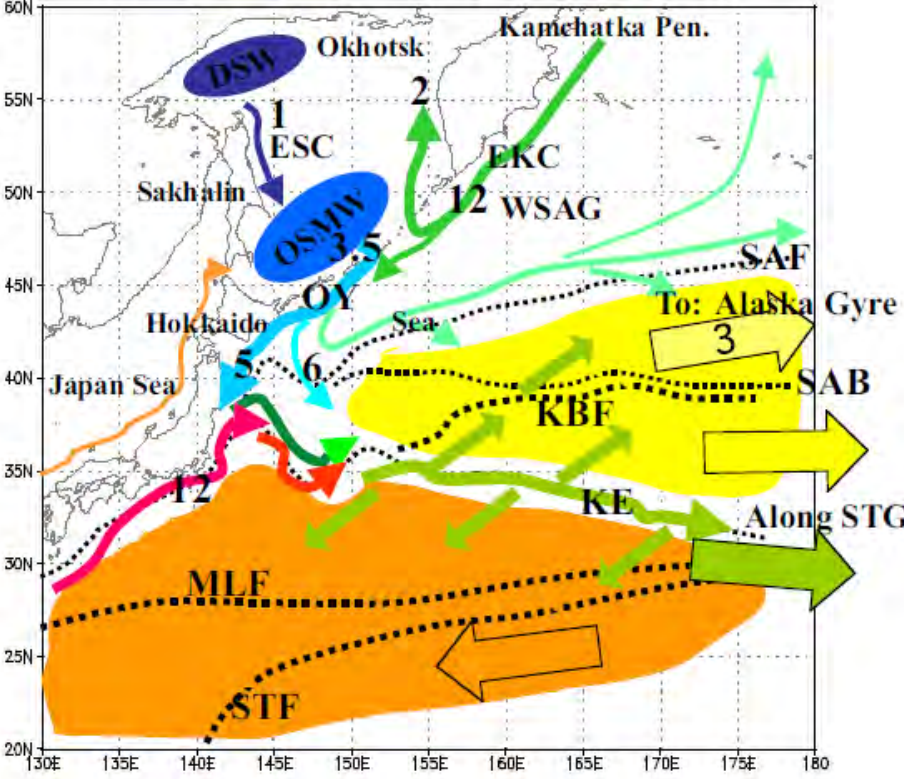 60N
Okhotsk
Kamchatka Pen.
DSW
55N
2
1
ESC
EKC
50N
Sakhalin
12
WSAG
OSMW
3.5
SAF
45N
OY
To: Alaska Gyre
Hokkaido
Sea
3
5
6
40N
Japan Sea
SAB
KBF
35N
12
KE
Along STG
30N
MLF
25N
STF
20N
130E 135E 140E 145E 150E 155E 160E 165E 170E 175E 180